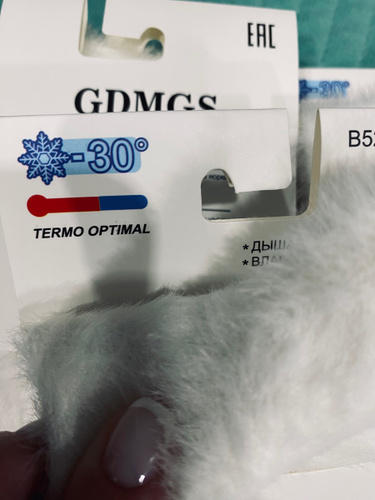 EAC
GDMGS
-30°
-30°
B5
TERMO OPTIMAL
* ДЫШ
* ВЛА